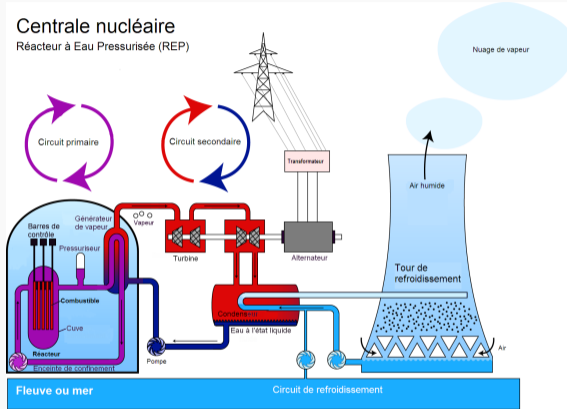 Centrale nucléaire
Réacteur à Eau Pressurisée (REP)
Nuage de vapeur
Circuit primaire
Circuit secondaire
Transformateur
Air humide
Générateur
de vapeur
Vapeur
Barres de
contrôle
Pressuriseur
Turbine
Alternateur
Tour de
refroidissement
Combustible
Cuve
Eau à l'état liquide
Réacteur
Enceinte de confinement
Pompe
Air
Fleuve ou mer
Circuit de refroidissement